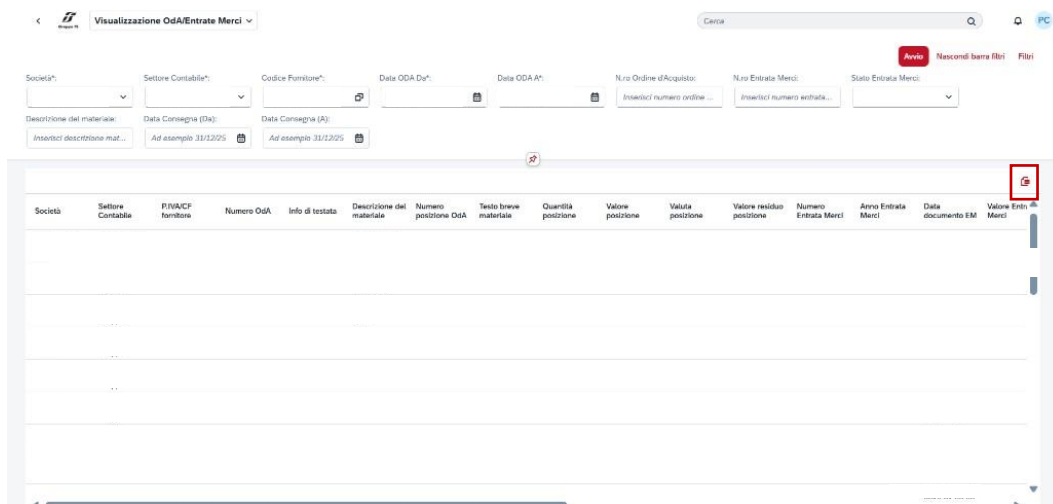 Gruppe FS
Visualizzazione OdA/Entrate Merci
Cerca
PC
Avvio Nascondi barra filtri Filtri
Società*: Settore Contabile*: Codice Fornitore*: Data ODA Da*: Data ODA A*: N.ro Ordine d'Acquisto: N.ro Entrata Merci: Stato Entrata Merci:
Inserisci numero ordine ... Inserisci numero entrata...
Descrizione del materiale: Data Consegna (Da): Data Consegna (A):
Inserisci descrizione mat... Ad esempio 31/12/25 Ad esempio 31/12/25
Società Settore Contabile P.IVA/CF fornitore Numero OdA Info di testata Descrizione del materiale Numero posizione OdA Testo breve materiale Quantità posizione Valore posizione Valuta posizione Valore residuo posizione Numero Entrata Merci Anno Entrata Merci Data documento EM Valore Entr Merci